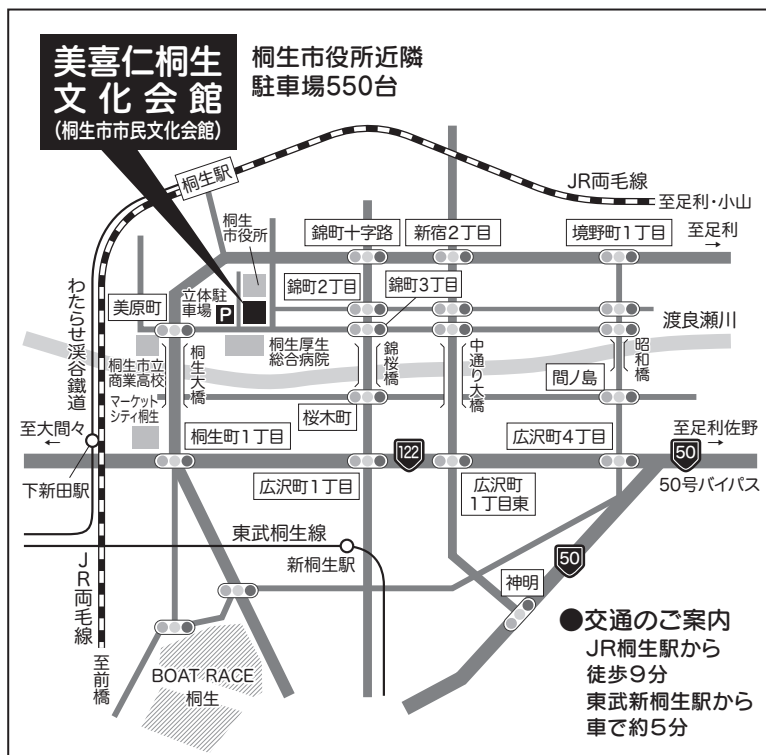 美喜仁桐生
文化会館
(桐生市市民文化会館)
桐生市役所近隣
駐車場550台
桐生駅
JR両毛線
至足利・小山
桐生
市役所
錦町十字路
新宿2丁目
境野町1丁目
至足利
わたらせ渓谷鐵道
美原町
立体駐
車場
P
錦町2丁目
錦町3丁目
渡良瀬川
桐生市立
商業高校
桐生大橋
桐生厚生
総合病院
錦桜橋
中通り大橋
昭和橋
間ノ島
マーケット
シティ桐生
桜木町
至大間々
桐生町1丁目
広沢町4丁目
至足利佐野
下新田駅
広沢町1丁目
122
広沢町
1丁目東
50
50号バイパス
東武桐生線
新桐生駅
JR両毛線
至前橋
50
神明
BOAT RACE
桐生
●交通のご案内
JR桐生駅から
徒歩9分
東武新桐生駅から
車で約5分